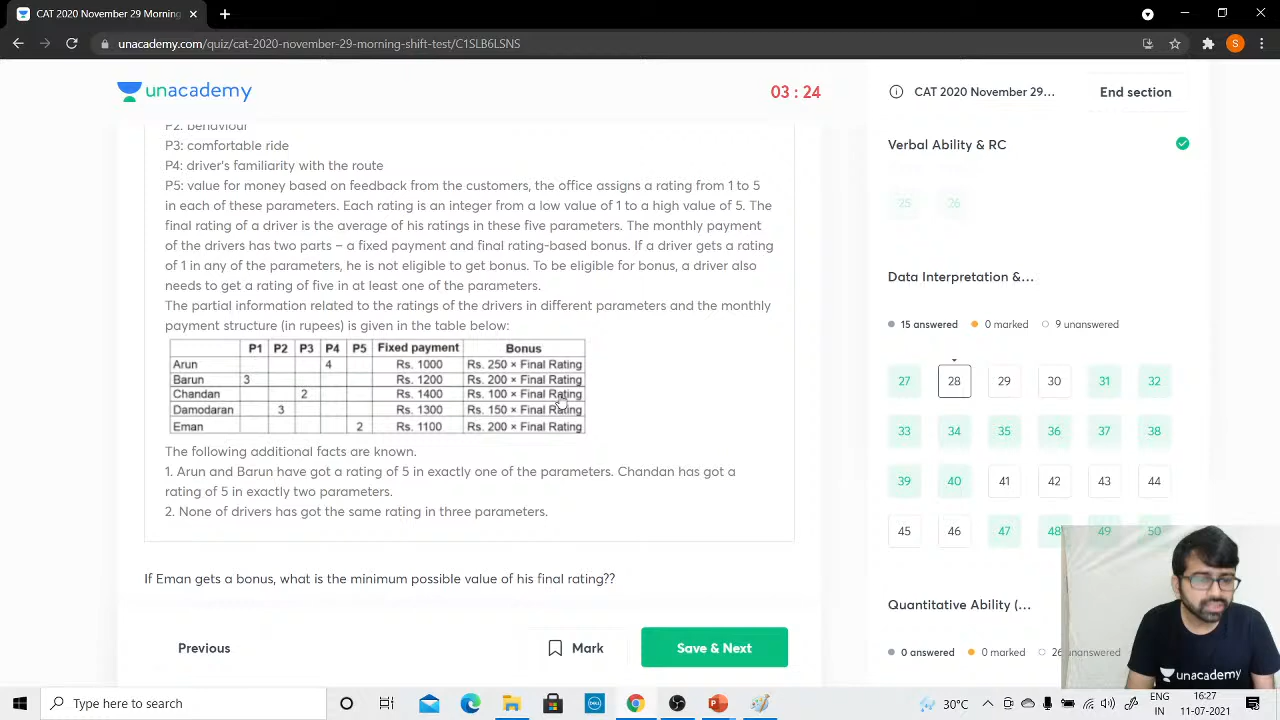 CAT 2020 November 29 Morning
unacademy.com/quiz/cat-2020-november-29-morning-shift-test/C1SLB6LSNS
S
unacademy
03 : 24
CAT 2020 November 29...
End section
P2: behaviour
P3: comfortable ride
P4: driver's familiarity with the route
P5: value for money based on feedback from the customers, the office assigns a rating from 1 to 5
in each of these parameters. Each rating is an integer from a low value of 1 to a high value of 5. The
final rating of a driver is the average of his ratings in these five parameters. The monthly payment
of the drivers has two parts – a fixed payment and final rating-based bonus. If a driver gets a rating
of 1 in any of the parameters, he is not eligible to get bonus. To be eligible for bonus, a driver also
needs to get a rating of five in at least one of the parameters.
The partial information related to the ratings of the drivers in different parameters and the monthly
payment structure (in rupees) is given in the table below:
P1 P2 P3 P4 P5 Fixed payment Bonus
Arun 4 Rs. 1000 Rs. 250 × Final Rating
Barun 3 Rs. 1200 Rs. 200 × Final Rating
Chandan 2 Rs. 1400 Rs. 100 × Final Rating
Damodaran 3 Rs. 1300 Rs. 150 × Final Rating
Eman 2 Rs. 1100 Rs. 200 × Final Rating
The following additional facts are known.
1. Arun and Barun have got a rating of 5 in exactly one of the parameters. Chandan has got a
rating of 5 in exactly two parameters.
2. None of drivers has got the same rating in three parameters.
If Eman gets a bonus, what is the minimum possible value of his final rating??
Previous
Mark
Save & Next
Verbal Ability & RC
25 26
Data Interpretation &...
15 answered 0 marked 9 unanswered
27 28 29 30 31 32
33 34 35 36 37 38
39 40 41 42 43 44
45 46 47 48 49 50
Quantitative Ability (...
0 answered 0 marked 26 unanswered
unacademy
Type here to search
30°C
ENG
IN
16:27
11-07-2021